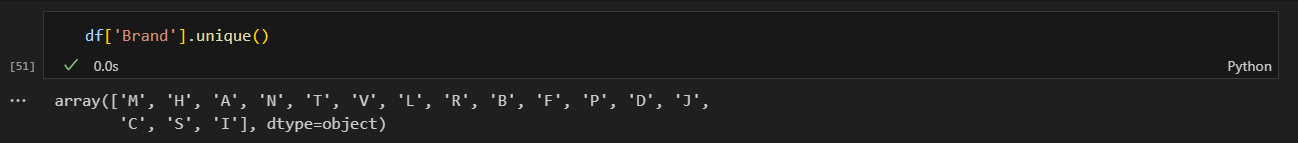 df['Brand'].unique()
[51] ✓ 0.0s Python
... array(['M', 'H', 'A', 'N', 'T', 'V', 'L', 'R', 'B', 'F', 'P', 'D', 'J',
'C', 'S', 'I'], dtype=object)